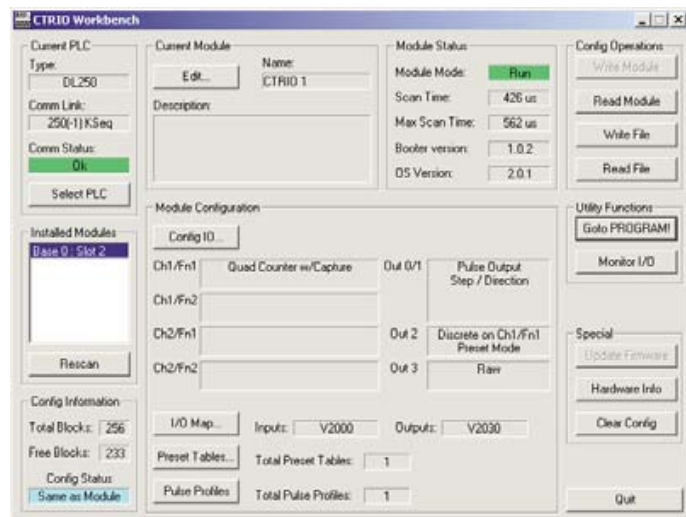 CTRIO Workbench
Current PLC
Type:
DL250
Comm Link:
250(-1) KSeq
Comm Status:
Ok
Select PLC
Installed Modules
Base 0 : Slot 2
Rescan
Config Information
Total Blocks: 256
Free Blocks: 233
Config Status:
Same as Module
Current Module
Edit...
Name:
CTRIO 1
Description:
Module Status
Module Mode: Run
Scan Time: 426 us
Max Scan Time: 562 us
Booter version: 1.0.2
OS Version: 2.0.1
Module Configuration
Config IO...
Ch1/Fn1 Quad Counter w/Capture
Ch1/Fn2
Ch2/Fn1
Ch2/Fn2
Out 0/1 Pulse Output
Step / Direction
Out 2 Discrete on Ch1/Fn1
Preset Mode
Out 3 Raw
I/O Map... Inputs: V2000 Outputs: V2030
Preset Tables... Total Preset Tables: 1
Pulse Profiles Total Pulse Profiles: 1
Config Operations
Write Module
Read Module
Write File
Read File
Utility Functions
Goto PROGRAM!
Monitor I/O
Special
Update Firmware
Hardware Info
Clear Config
Quit